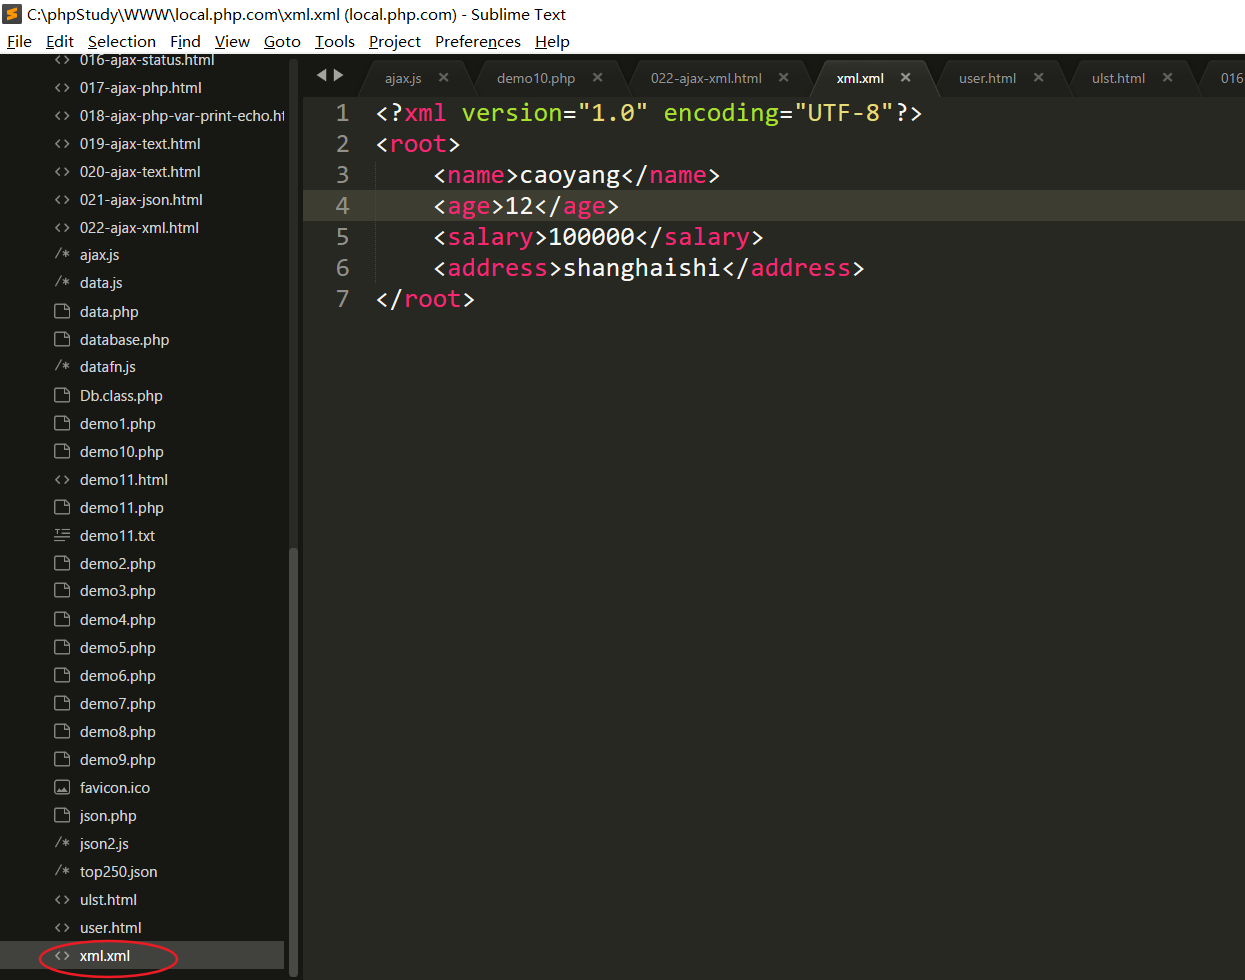 C:\phpStudy\WWW\local.php.com\xml.xml (local.php.com) - Sublime Text
File Edit Selection Find View Goto Tools Project Preferences Help
016-ajax-status.html
017-ajax-php.html
018-ajax-php-var-print-echo.ht
019-ajax-text.html
020-ajax-text.html
021-ajax-json.html
022-ajax-xml.html
/* ajax.js
/* data.js
data.php
database.php
/* datafn.js
Db.class.php
demo1.php
demo10.php
demo11.html
demo11.php
demo11.txt
demo2.php
demo3.php
demo4.php
demo5.php
demo6.php
demo7.php
demo8.php
demo9.php
favicon.ico
json.php
/* json2.js
/* top250.json
ulst.html
user.html
xml.xml
ajax.js demo10.php 022-ajax-xml.html xml.xml user.html ulst.html 016
1 <?xml version="1.0" encoding="UTF-8"?>
2 <root>
3 <name>caoyang</name>
4 <age>12</age>
5 <salary>100000</salary>
6 <address>shanghaishi</address>
7 </root>